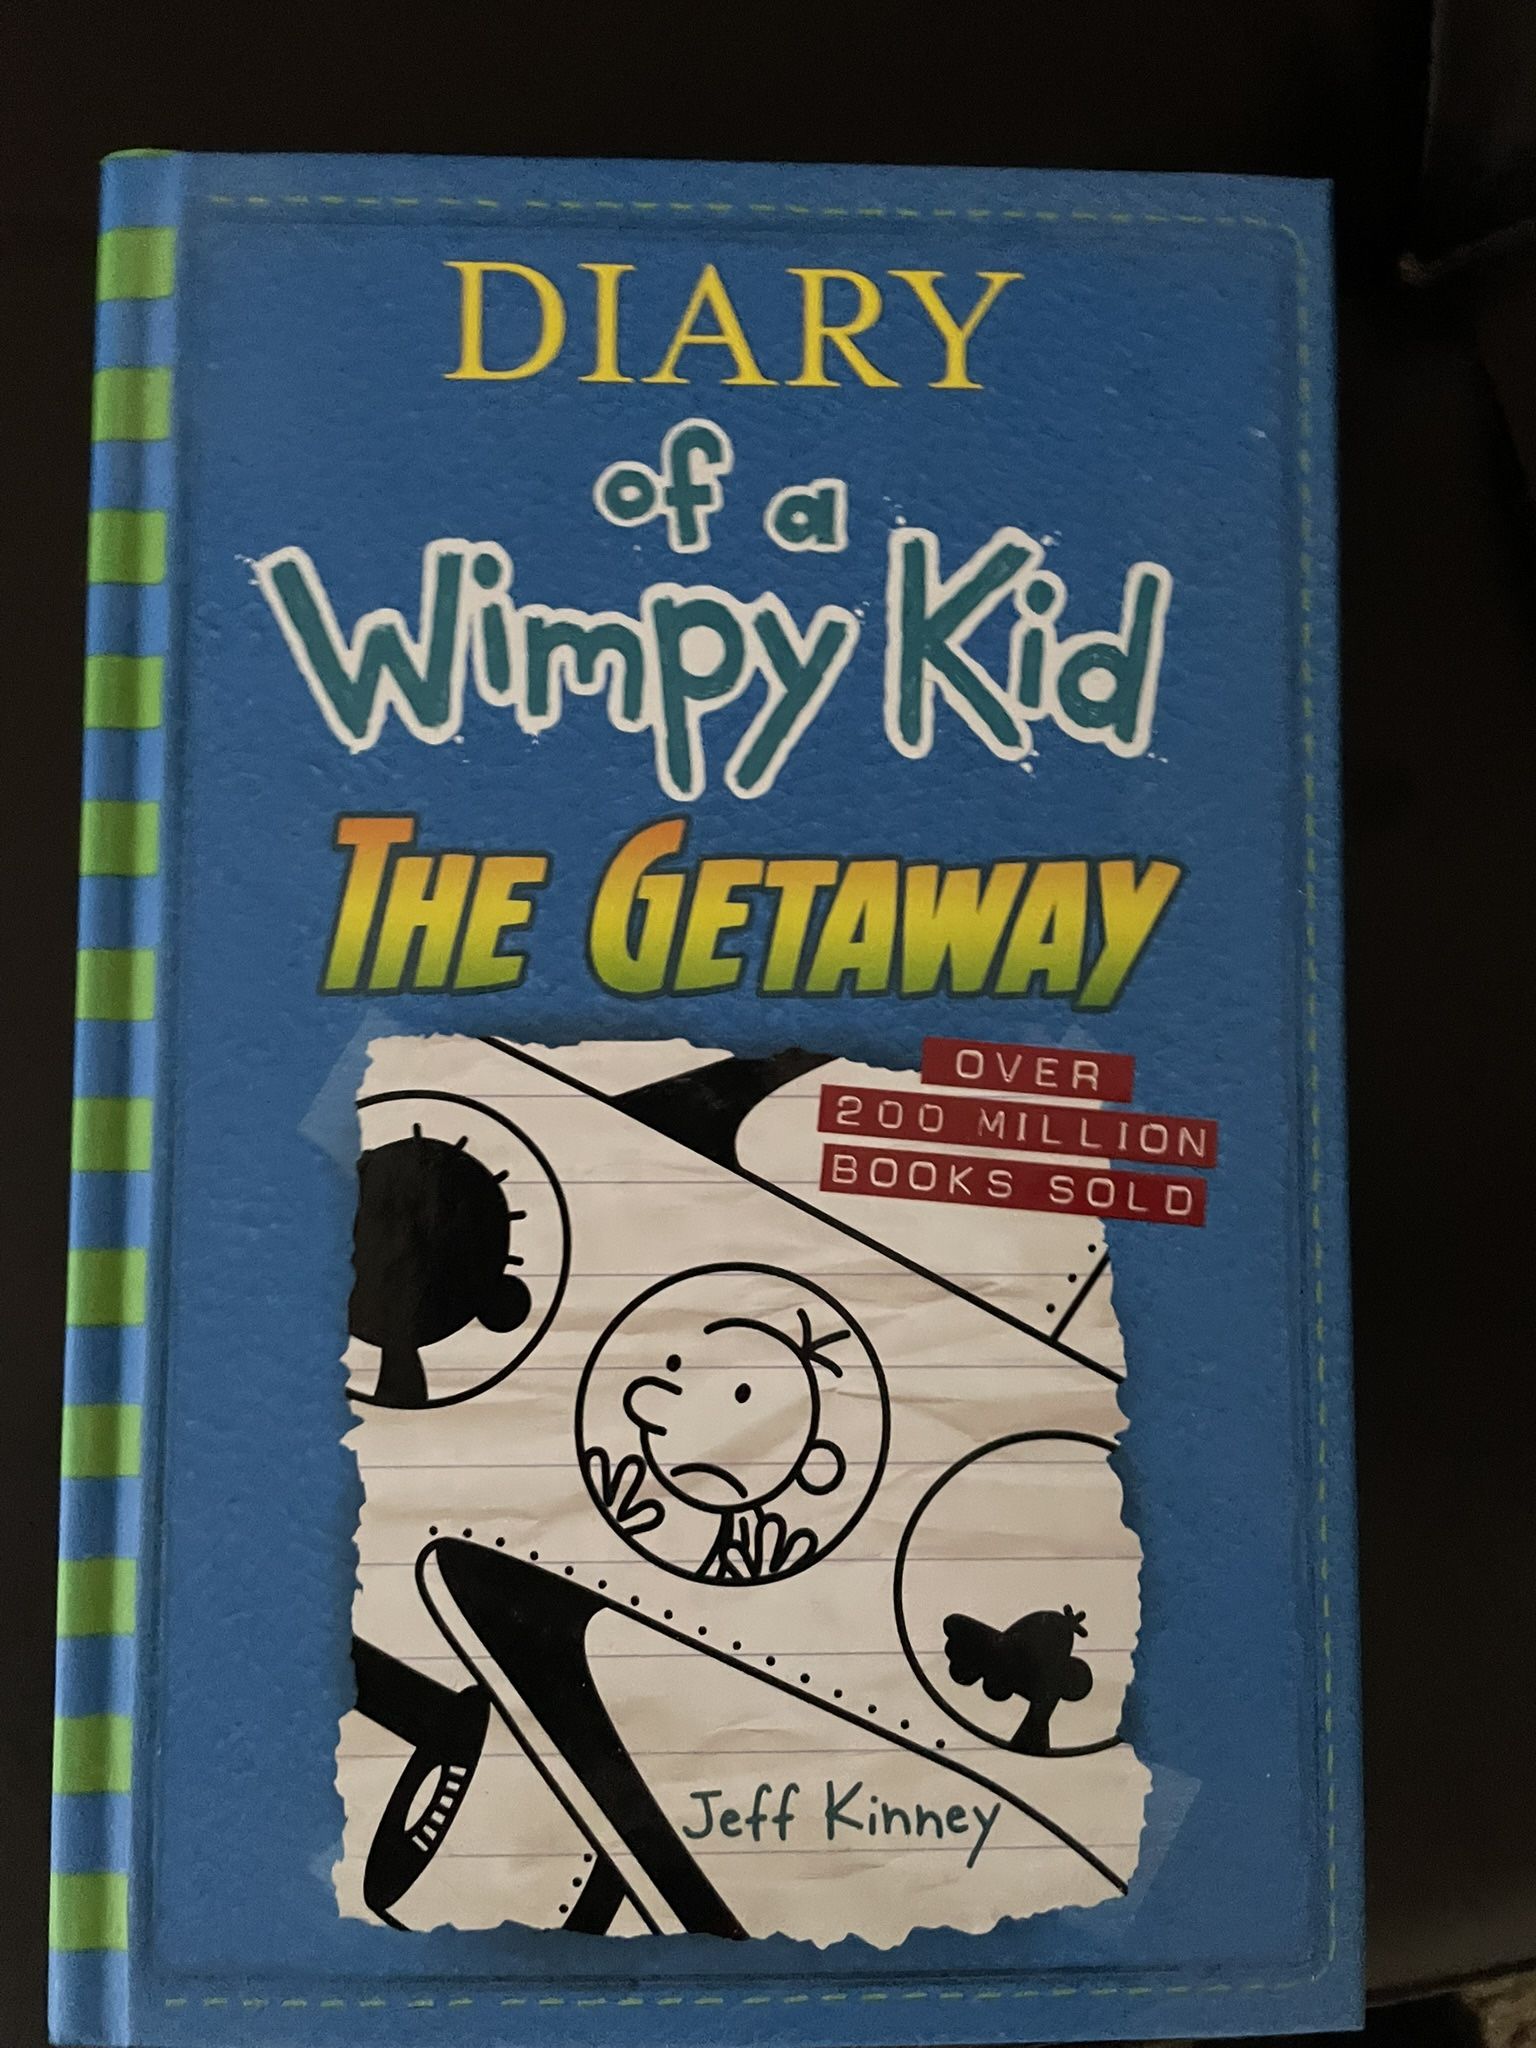 DIARY
of a
Wimpy Kid
THE GETAWAY
OVER
200 MILLION
BOOKS SOLD
Jeff Kinney